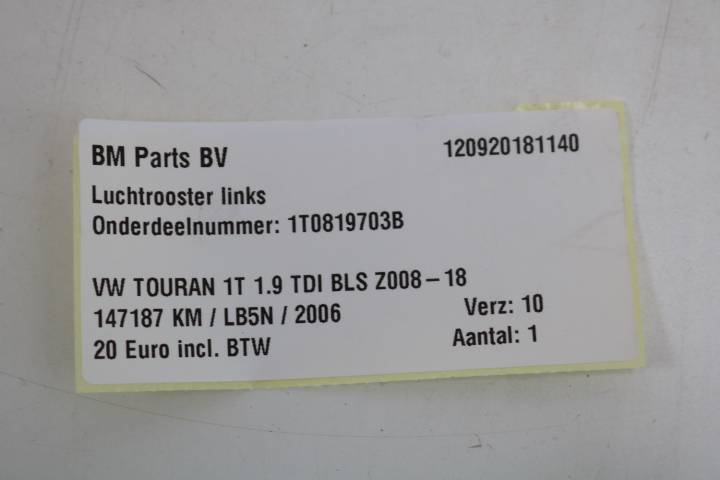 BM Parts BV 120920181140
Luchtrooster links
Onderdeelnummer: 1T0819703B
VW TOURAN 1T 1.9 TDI BLS Z008-18
147187 KM / LB5N / 2006 Verz: 10
20 Euro incl. BTW Aantal: 1